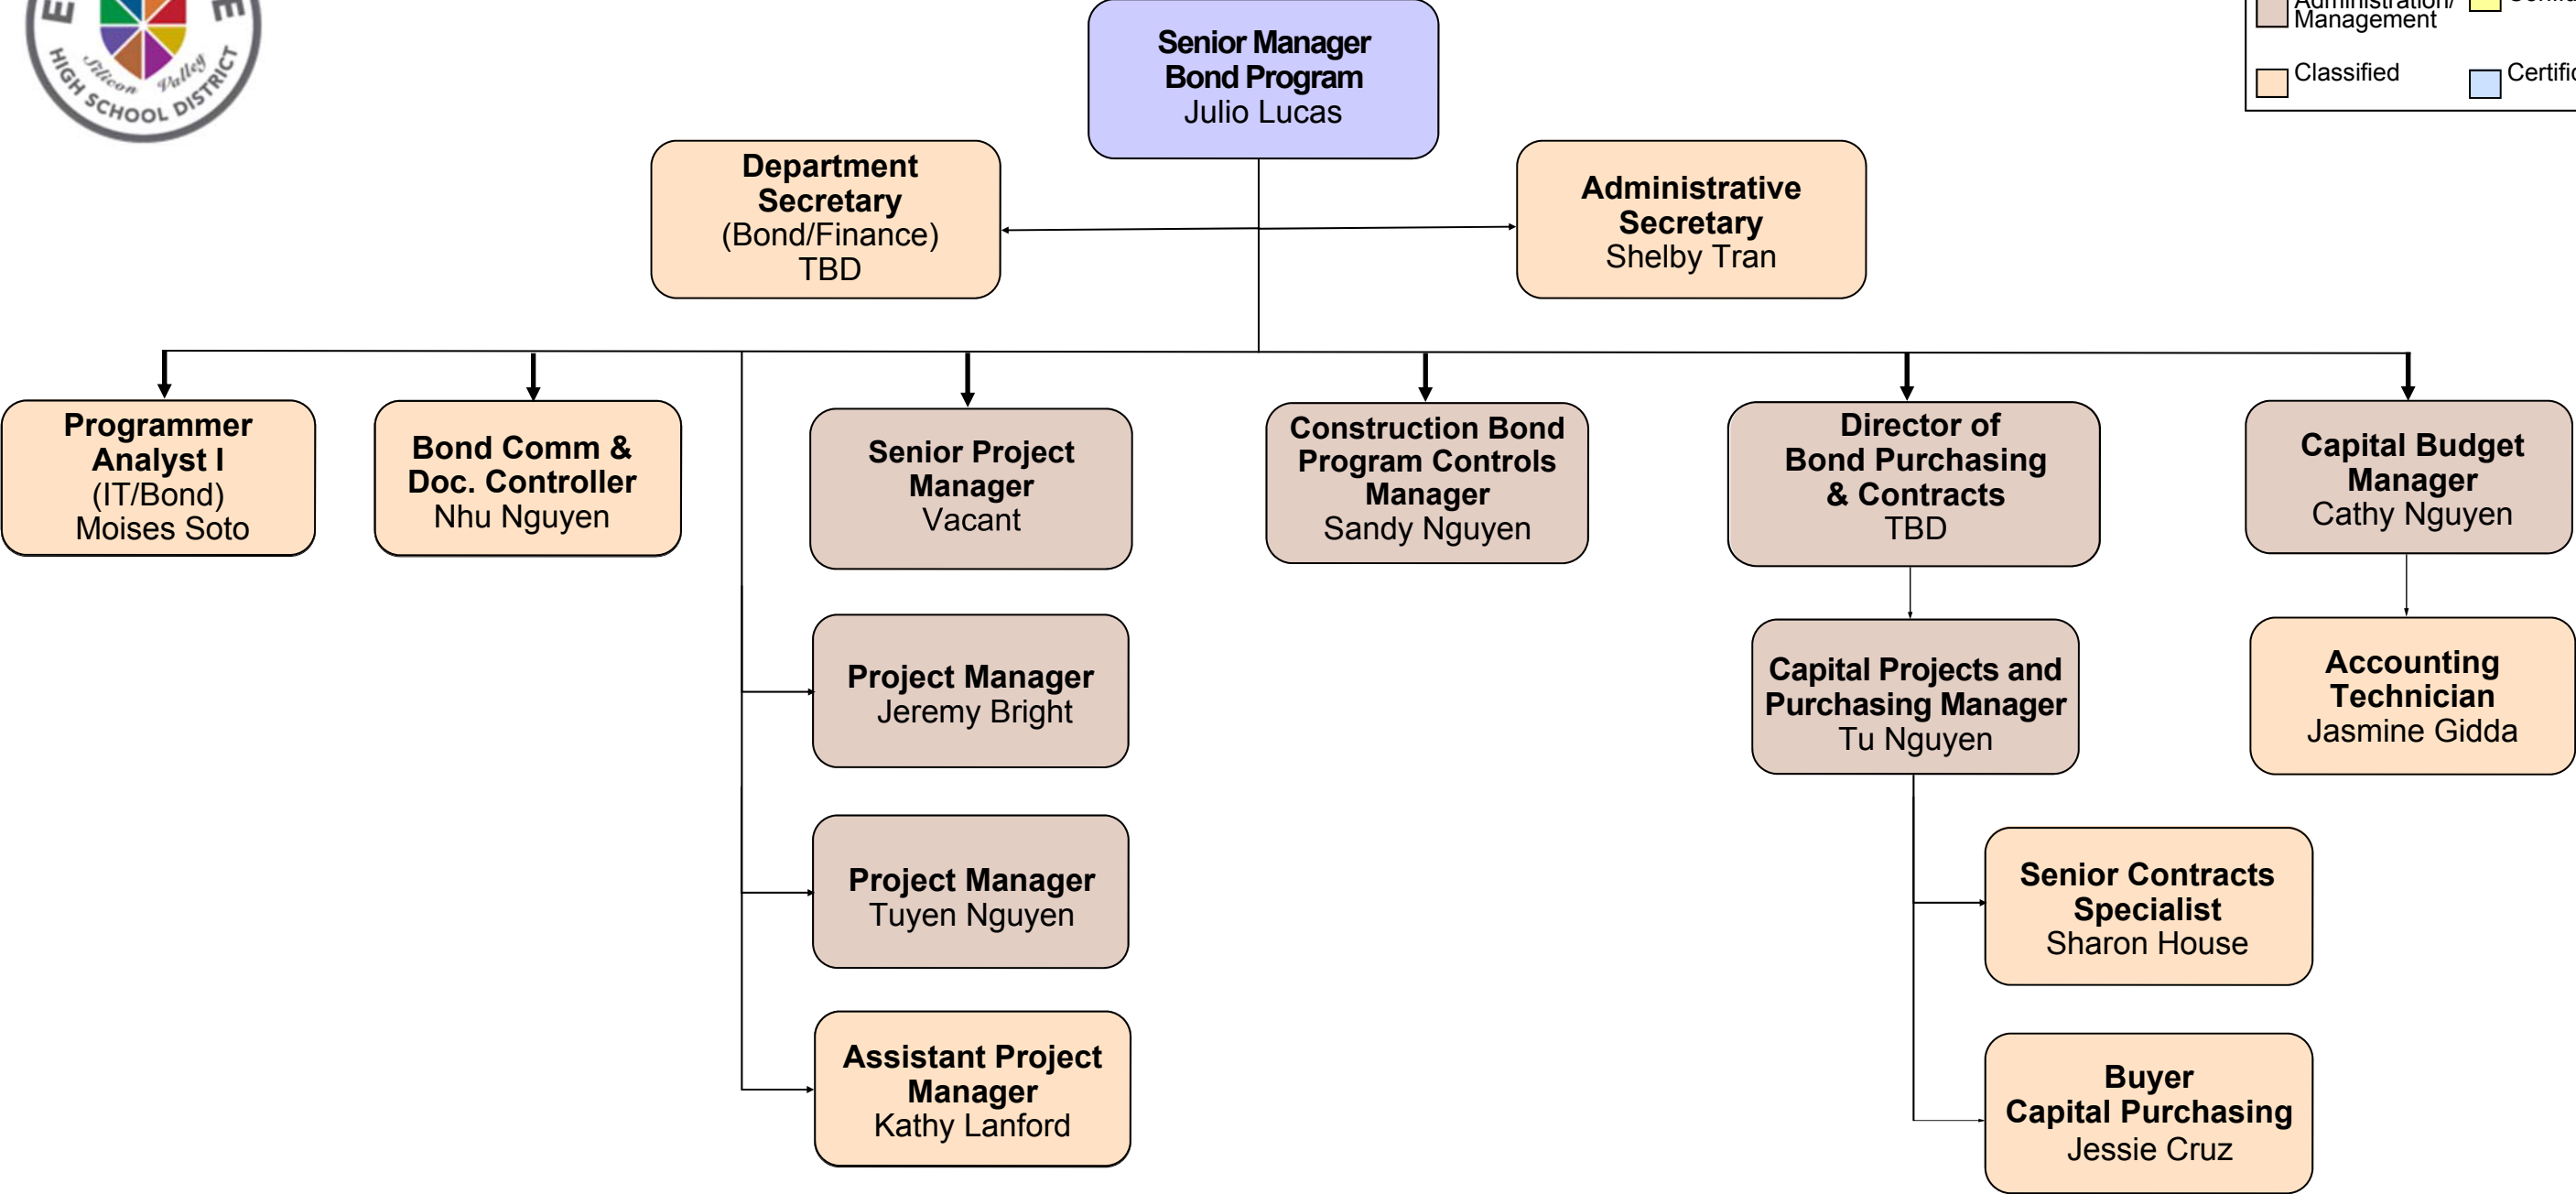 HIGH SCHOOL DISTRICT
Silicon Valley
Administration/
Management
Classified
Senior Manager
Bond Program
Julio Lucas
Department
Secretary
(Bond/Finance)
TBD
Administrative
Secretary
Shelby Tran
Programmer
Analyst I
(IT/Bond)
Moises Soto
Bond Comm &
Doc. Controller
Nhu Nguyen
Senior Project
Manager
Vacant
Construction Bond
Program Controls
Manager
Sandy Nguyen
Director of
Bond Purchasing
& Contracts
TBD
Capital Budget
Manager
Cathy Nguyen
Project Manager
Jeremy Bright
Capital Projects and
Purchasing Manager
Tu Nguyen
Accounting
Technician
Jasmine Gidda
Project Manager
Tuyen Nguyen
Senior Contracts
Specialist
Sharon House
Assistant Project
Manager
Kathy Lanford
Buyer
Capital Purchasing
Jessie Cruz